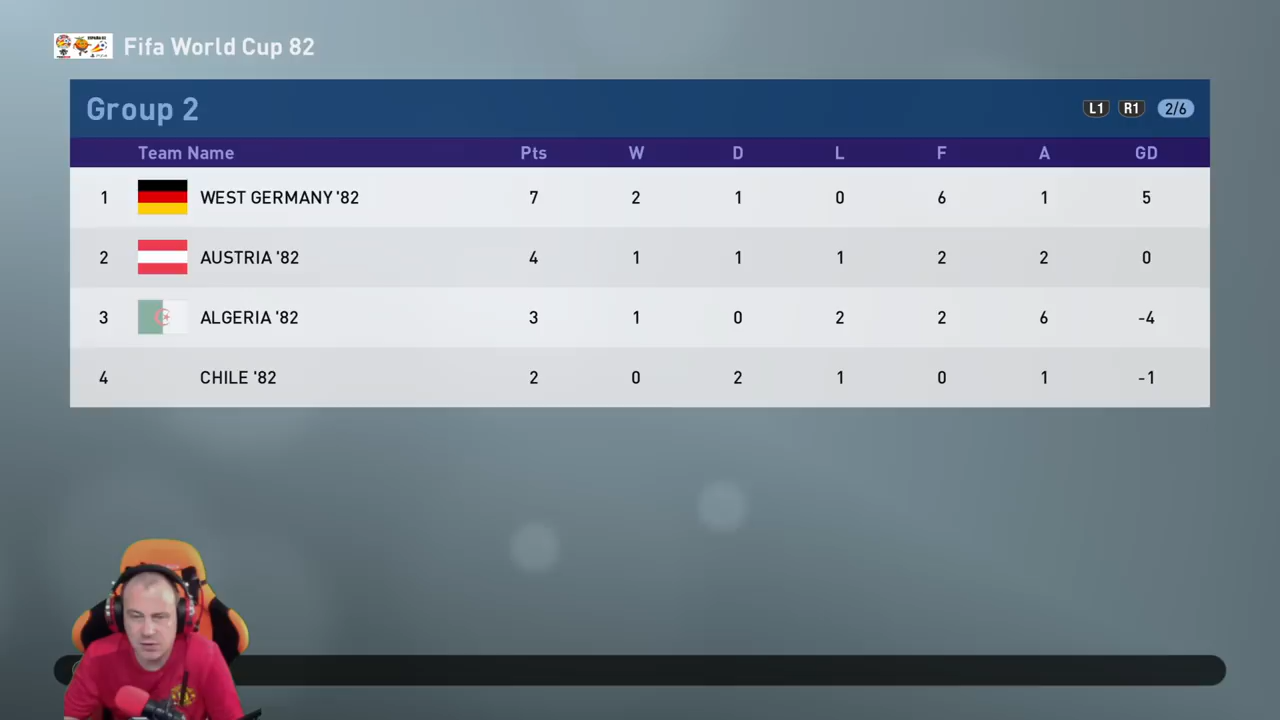 Fifa World Cup 82
Group 2 L1 R1 2/6
Team Name Pts W D L F A GD
1 WEST GERMANY '82 7 2 1 0 6 1 5
2 AUSTRIA '82 4 1 1 1 2 2 0
3 ALGERIA '82 3 1 0 2 2 6 -4
4 CHILE '82 2 0 2 1 0 1 -1